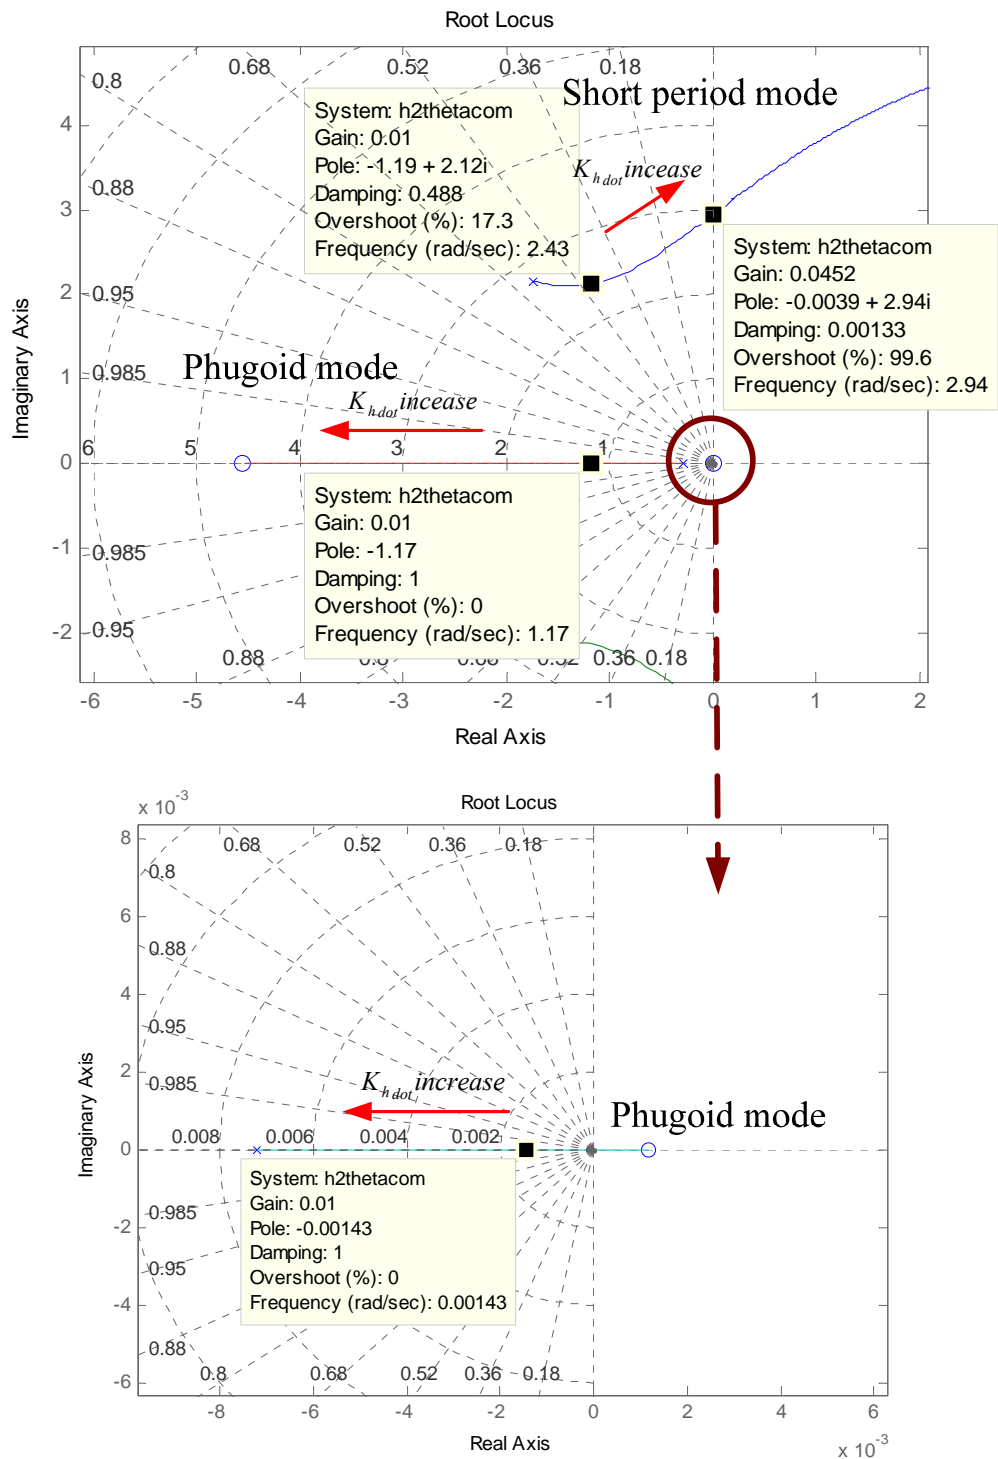 Root Locus
0.8
0.68
0.52
0.36
0.18
Short period mode
System: h2thetacom
Gain: 0.01
Pole: -1.19 + 2.12i
Damping: 0.488
Overshoot (%): 17.3
Frequency (rad/sec): 2.43
K hdot incease
System: h2thetacom
Gain: 0.0452
Pole: -0.0039 + 2.94i
Damping: 0.00133
Overshoot (%): 99.6
Frequency (rad/sec): 2.94
0.88
0.95
0.985
Phugoid mode
K hdot incease
6 5 4 3 2 1
System: h2thetacom
Gain: 0.01
Pole: -1.17
Damping: 1
Overshoot (%): 0
Frequency (rad/sec): 1.17
0.985
0.95
0.88
0.8
0.68
0.52
0.36
0.18
4
3
2
1
0
-1
-2
Imaginary Axis
-6 -5 -4 -3 -2 -1 0 1 2
Real Axis
x 10^-3
Root Locus
0.68
0.52
0.36
0.18
0.8
0.88
0.95
0.985
K hdot increase
Phugoid mode
0.008 0.006 0.004 0.002
System: h2thetacom
Gain: 0.01
Pole: -0.00143
Damping: 1
Overshoot (%): 0
Frequency (rad/sec): 0.00143
0.985
0.95
0.88
0.8
0.68
0.52
0.36
0.18
8
6
4
2
0
-2
-4
-6
Imaginary Axis
-8 -6 -4 -2 0 2 4 6
Real Axis
x 10^-3